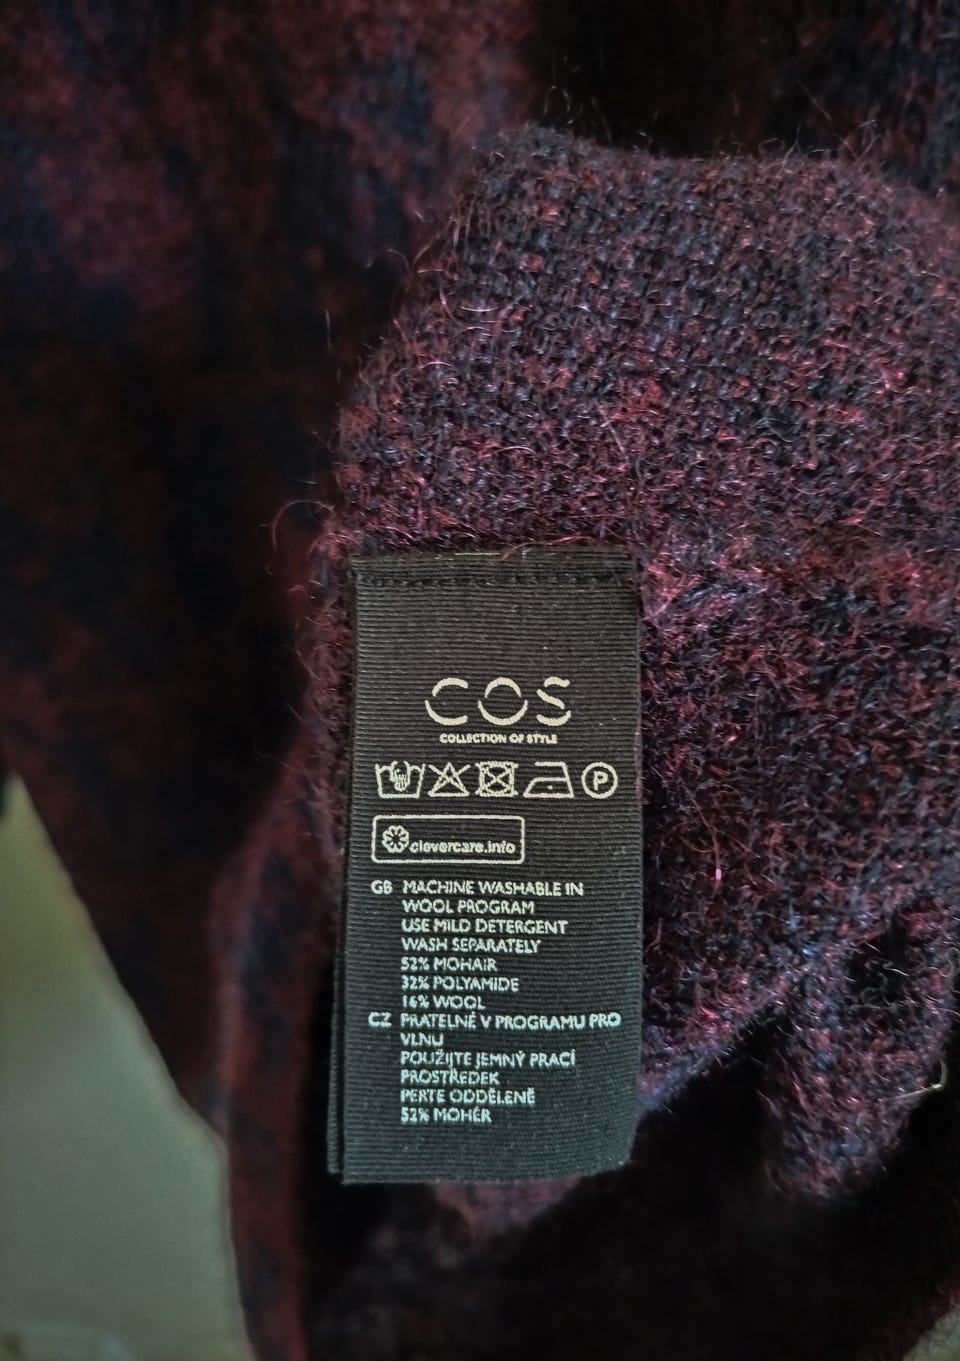 COS
COLLECTION OF STYLE
P
clevercare.info
GB MACHINE WASHABLE IN
WOOL PROGRAM
USE MILD DETERGENT
WASH SEPARATELY
52% MOHAIR
32% POLYAMIDE
16% WOOL
CZ PRATELNÉ V PROGRAMU PRO
VLNU
POUŽIJTE JEMNÝ PRACÍ
PROSTŘEDEK
PERTE ODDĚLENĚ
52% MOHÉR